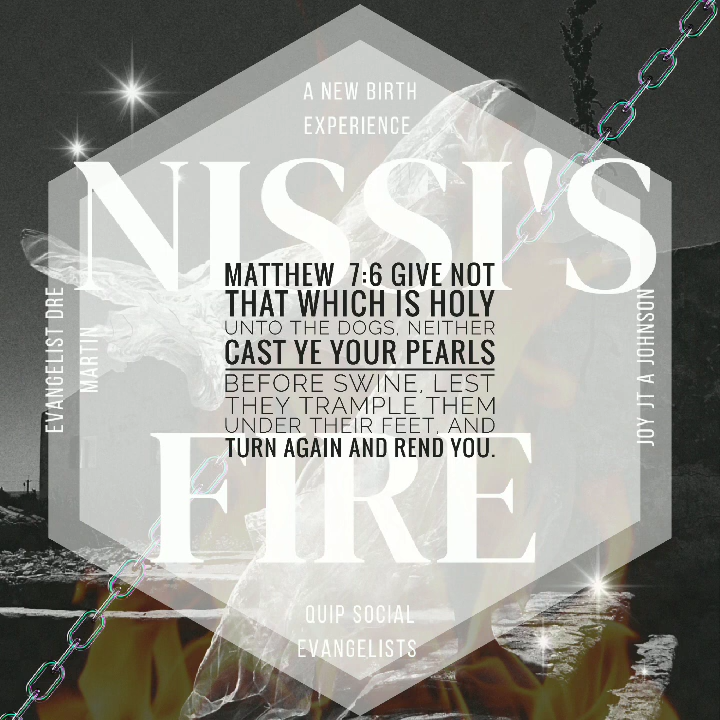 A NEW BIRTH
EXPERIENCE
NISSI'S
MATTHEW 7:6 GIVE NOT
THAT WHICH IS HOLY
UNTO THE DOGS, NEITHER
CAST YE YOUR PEARLS
BEFORE SWINE, LEST
THEY TRAMPLE THEM
UNDER THEIR FEET, AND
TURN AGAIN AND REND YOU.
EVANGELIST DRE
MARTIN
JOY JT A JOHNSON
FIRE
QUIP SOCIAL
EVANGELISTS